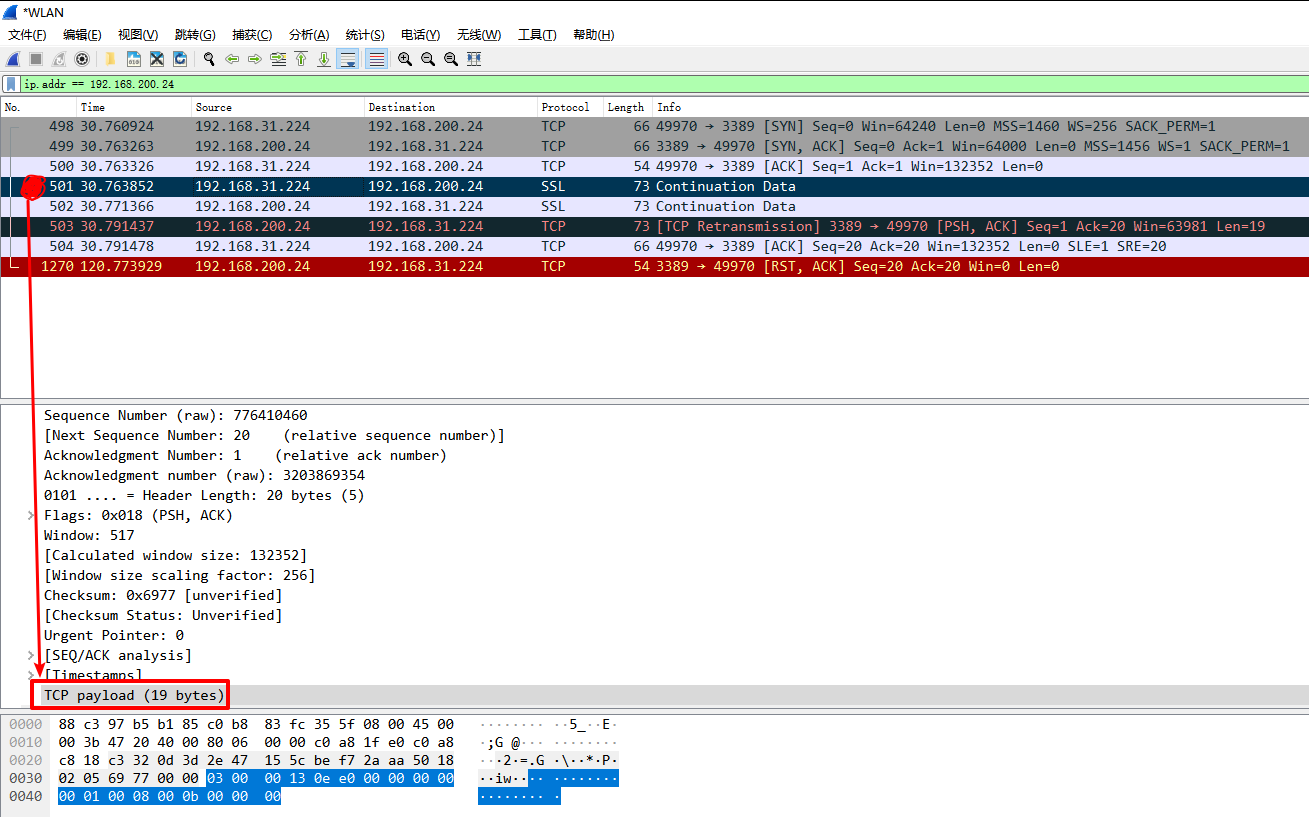 *WLAN
文件(F) 编辑(E) 视图(V) 跳转(G) 捕获(C) 分析(A) 统计(S) 电话(Y) 无线(W) 工具(T) 帮助(H)
ip.addr == 192.168.200.24
No. Time Source Destination Protocol Length Info
498 30.760924 192.168.31.224 192.168.200.24 TCP 66 49970 → 3389 [SYN] Seq=0 Win=64240 Len=0 MSS=1460 WS=256 SACK_PERM=1
499 30.763263 192.168.200.24 192.168.31.224 TCP 66 3389 → 49970 [SYN, ACK] Seq=0 Ack=1 Win=64000 Len=0 MSS=1456 WS=1 SACK_PERM=1
500 30.763326 192.168.31.224 192.168.200.24 TCP 54 49970 → 3389 [ACK] Seq=1 Ack=1 Win=132352 Len=0
501 30.763852 192.168.31.224 192.168.200.24 SSL 73 Continuation Data
502 30.771366 192.168.200.24 192.168.31.224 SSL 73 Continuation Data
503 30.791437 192.168.200.24 192.168.31.224 TCP 73 [TCP Retransmission] 3389 → 49970 [PSH, ACK] Seq=1 Ack=20 Win=63981 Len=19
504 30.791478 192.168.31.224 192.168.200.24 TCP 66 49970 → 3389 [ACK] Seq=20 Ack=20 Win=132352 Len=0 SLE=1 SRE=20
1270 120.773929 192.168.200.24 192.168.31.224 TCP 54 3389 → 49970 [RST, ACK] Seq=20 Ack=20 Win=0 Len=0
Sequence Number (raw): 776410460
[Next Sequence Number: 20 (relative sequence number)]
Acknowledgment Number: 1 (relative ack number)
Acknowledgment number (raw): 3203869354
0101 .... = Header Length: 20 bytes (5)
Flags: 0x018 (PSH, ACK)
Window: 517
[Calculated window size: 132352]
[Window size scaling factor: 256]
Checksum: 0x6977 [unverified]
[Checksum Status: Unverified]
Urgent Pointer: 0
[SEQ/ACK analysis]
[Timestamps]
TCP payload (19 bytes)
0000 88 c3 97 b5 b1 85 c0 b8 83 fc 35 5f 08 00 45 00 ········ ··5_··E·
0010 00 3b 47 20 40 00 80 06 00 00 c0 a8 1f e0 c0 a8 ·;G @··· ········
0020 c8 18 c3 32 0d 3d 2e 47 15 5c be f7 2a aa 50 18 ···2·=.G ·\··*·P·
0030 02 05 69 77 00 00 03 00 00 13 0e e0 00 00 00 00 ··iw···· ········
0040 00 01 00 08 00 0b 00 00 00 ········ ·